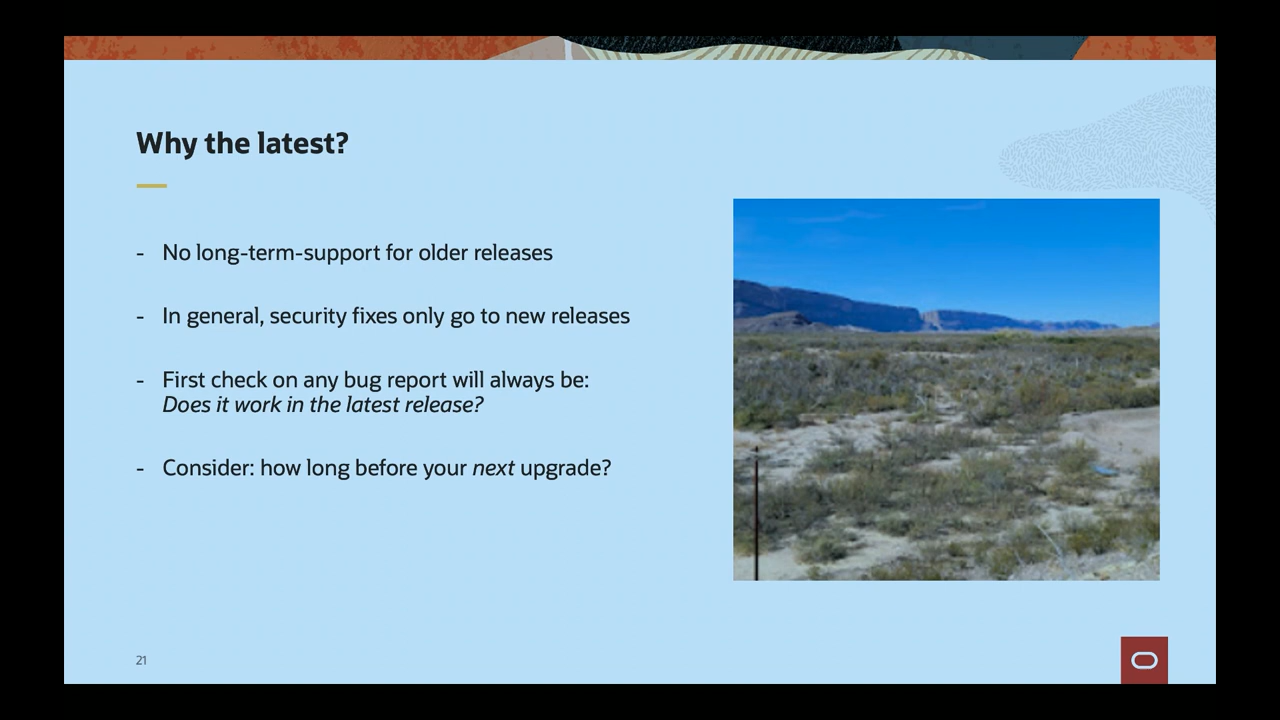 Why the latest?
- No long-term-support for older releases
- In general, security fixes only go to new releases
- First check on any bug report will always be:
Does it work in the latest release?
- Consider: how long before your next upgrade?
21